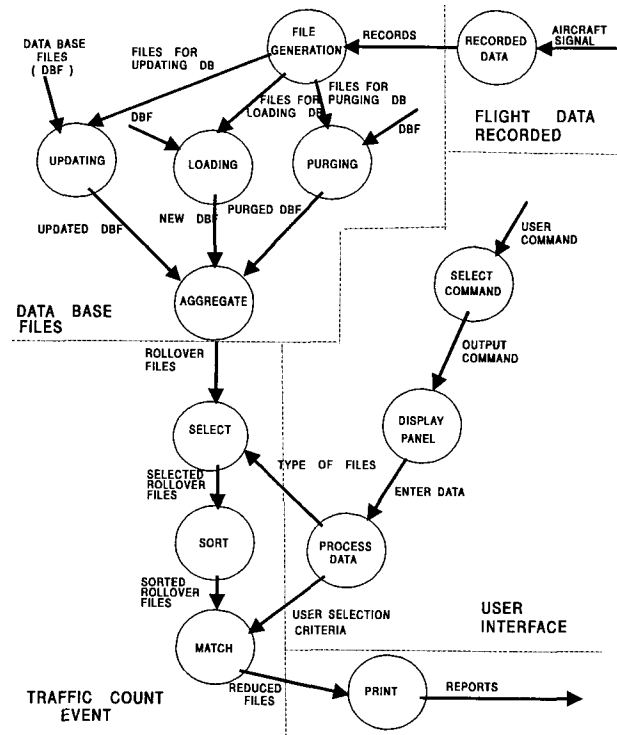 FILE
GENERATION
RECORDS
RECORDED
DATA
AIRCRAFT
SIGNAL
DATA BASE
FILES
( DBF )
FILES FOR
UPDATING DB
FILES FOR
LOADING DB
FILES FOR
PURGING DB
DBF
DBF
FLIGHT DATA
RECORDED
UPDATING
LOADING
PURGING
UPDATED DBF
NEW DBF
PURGED DBF
USER
COMMAND
AGGREGATE
SELECT
COMMAND
DATA BASE
FILES
ROLLOVER
FILES
OUTPUT
COMMAND
SELECT
DISPLAY
PANEL
TYPE OF FILES
SELECTED
ROLLOVER
FILES
ENTER DATA
SORT
PROCESS
DATA
SORTED
ROLLOVER
FILES
USER SELECTION
CRITERIA
USER
INTERFACE
MATCH
REDUCED
FILES
PRINT
REPORTS
TRAFFIC COUNT
EVENT